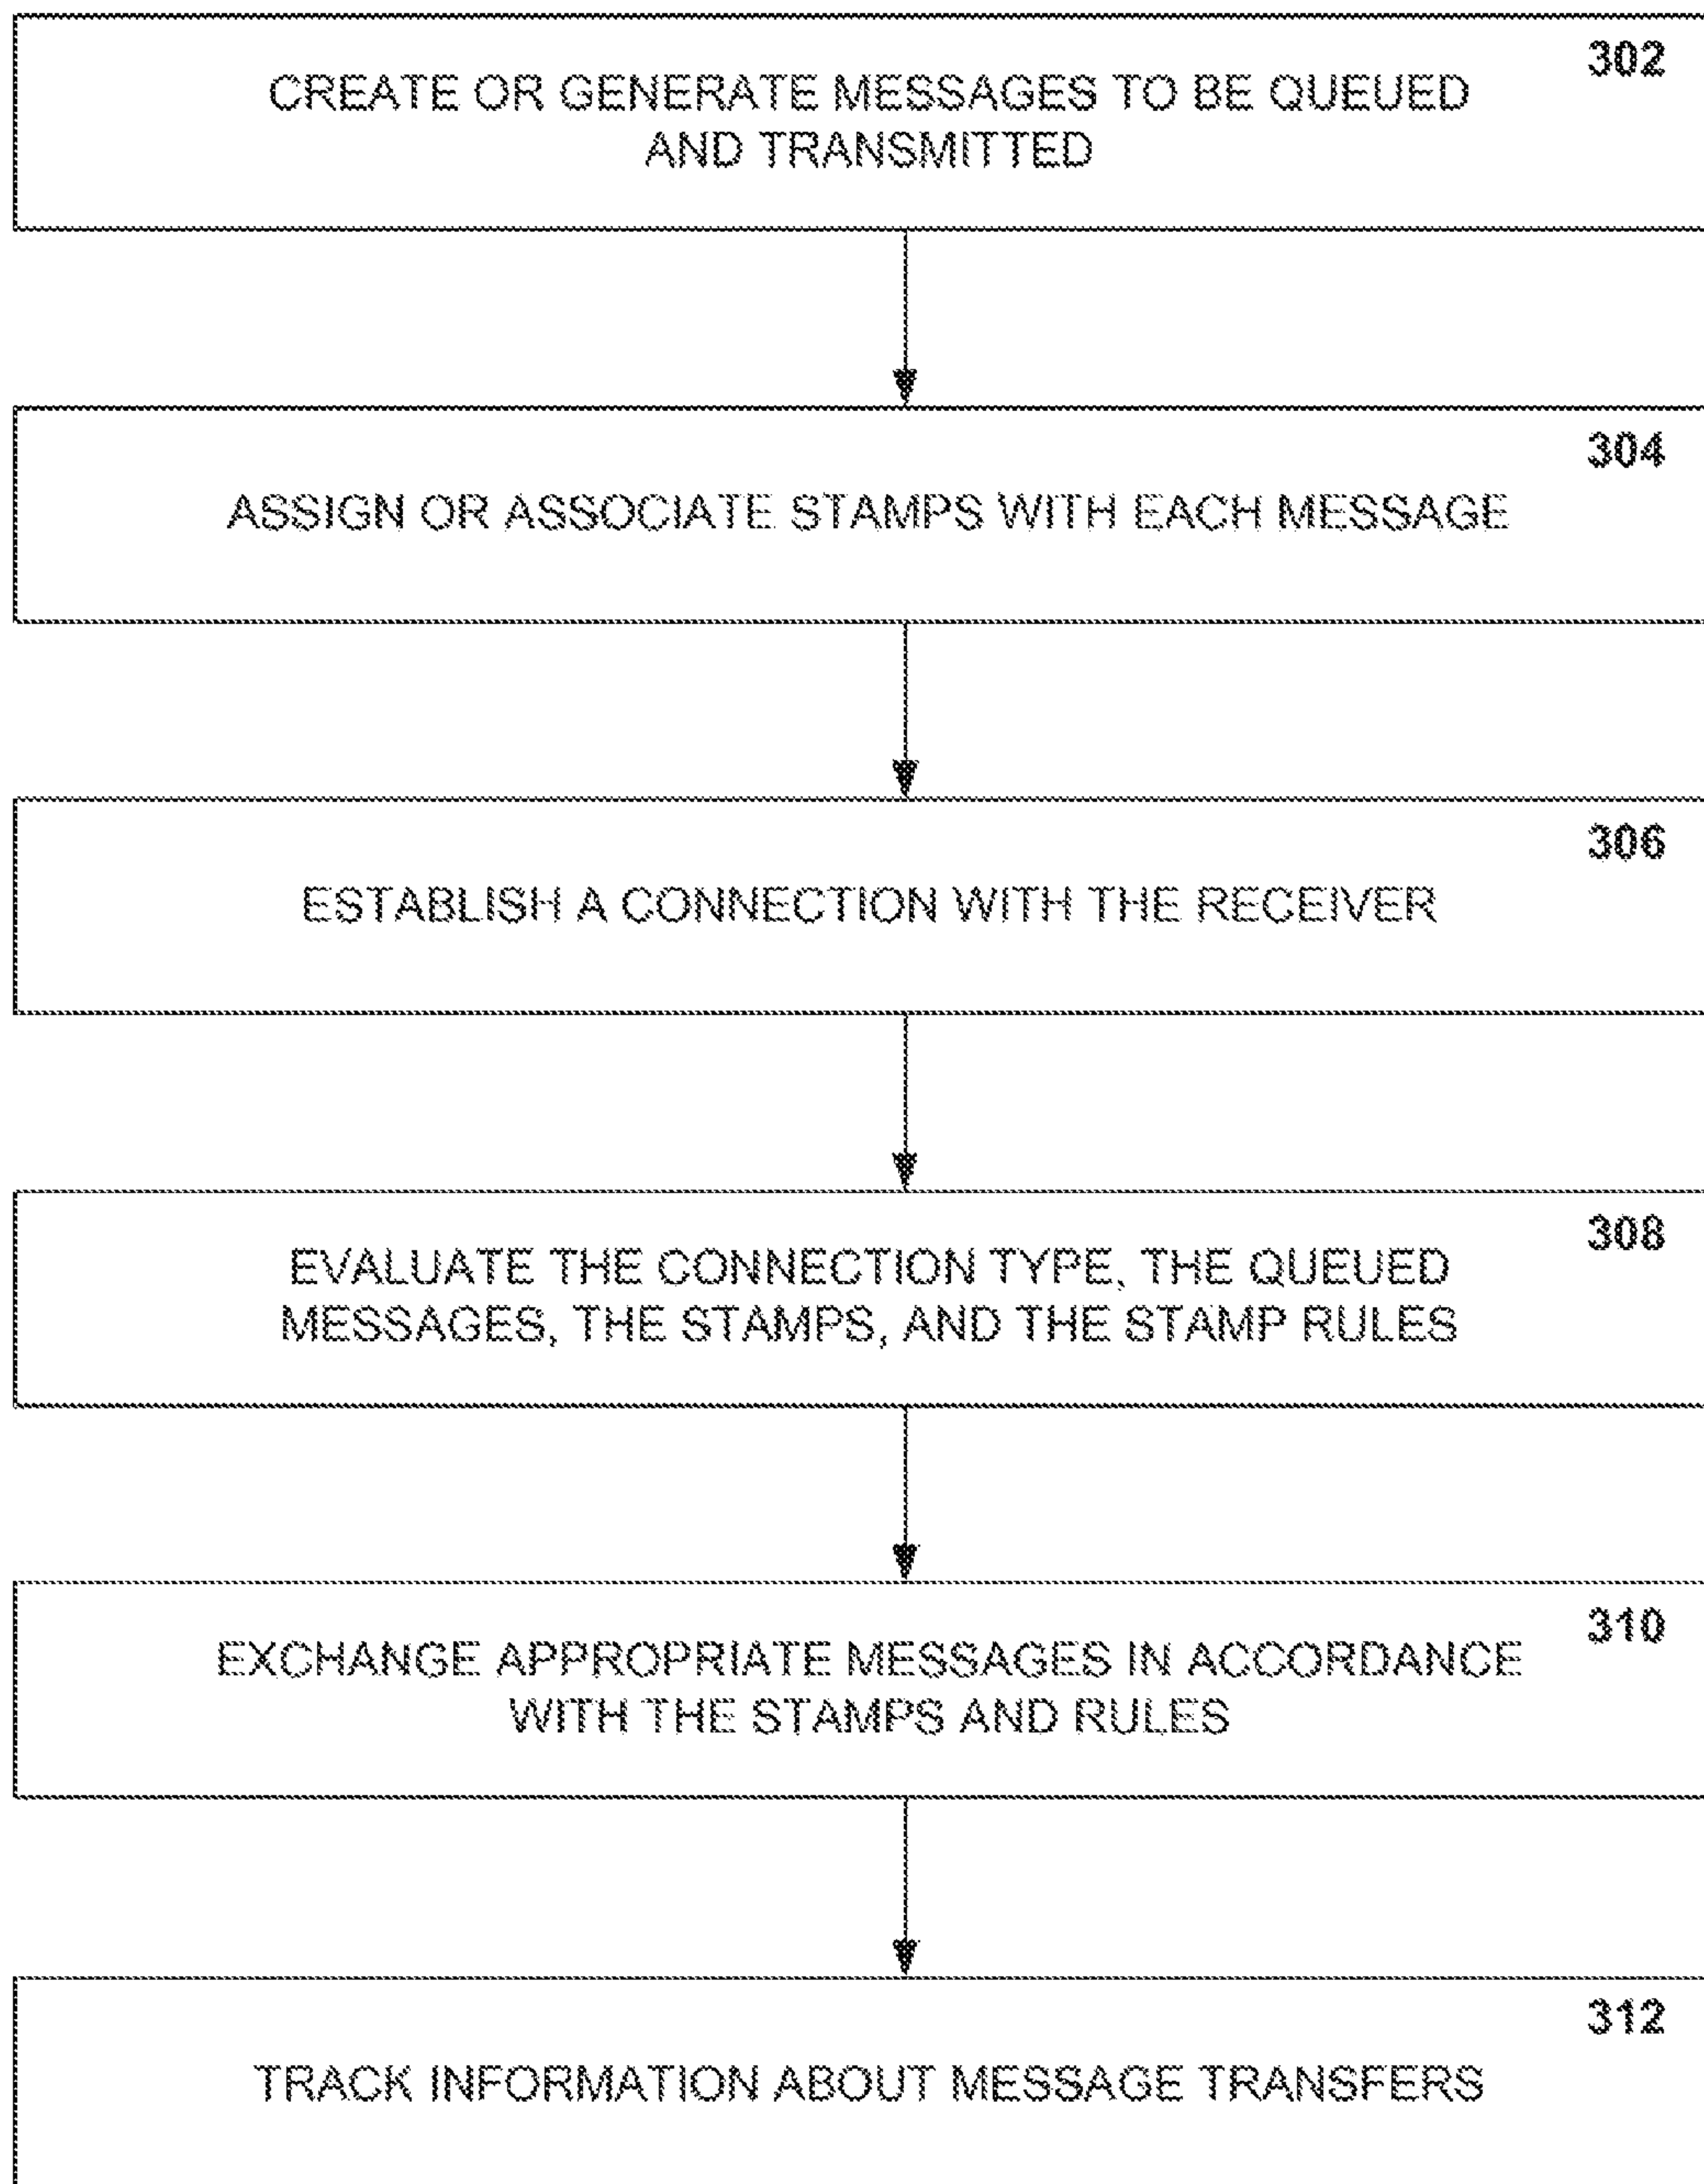 302
CREATE OR GENERATE MESSAGES TO BE QUEUED
AND TRANSMITTED
304
ASSIGN OR ASSOCIATE STAMPS WITH EACH MESSAGE
306
ESTABLISH A CONNECTION WITH THE RECEIVER
308
EVALUATE THE CONNECTION TYPE, THE QUEUED
MESSAGES, THE STAMPS, AND THE STAMP RULES
310
EXCHANGE APPROPRIATE MESSAGES IN ACCORDANCE
WITH THE STAMPS AND RULES
312
TRACK INFORMATION ABOUT MESSAGE TRANSFERS